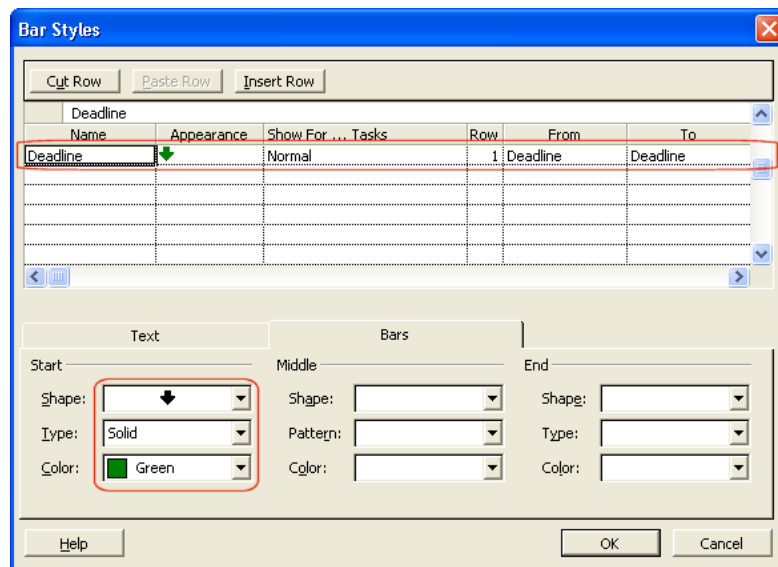 Bar Styles
Cut Row Paste Row Insert Row
Deadline
Name Appearance Show For ... Tasks Row From To
Deadline Normal 1 Deadline Deadline
Text Bars
Start Middle End
Shape: Shape: Shape:
Type: Solid Pattern: Type:
Color: Green Color: Color:
Help OK Cancel